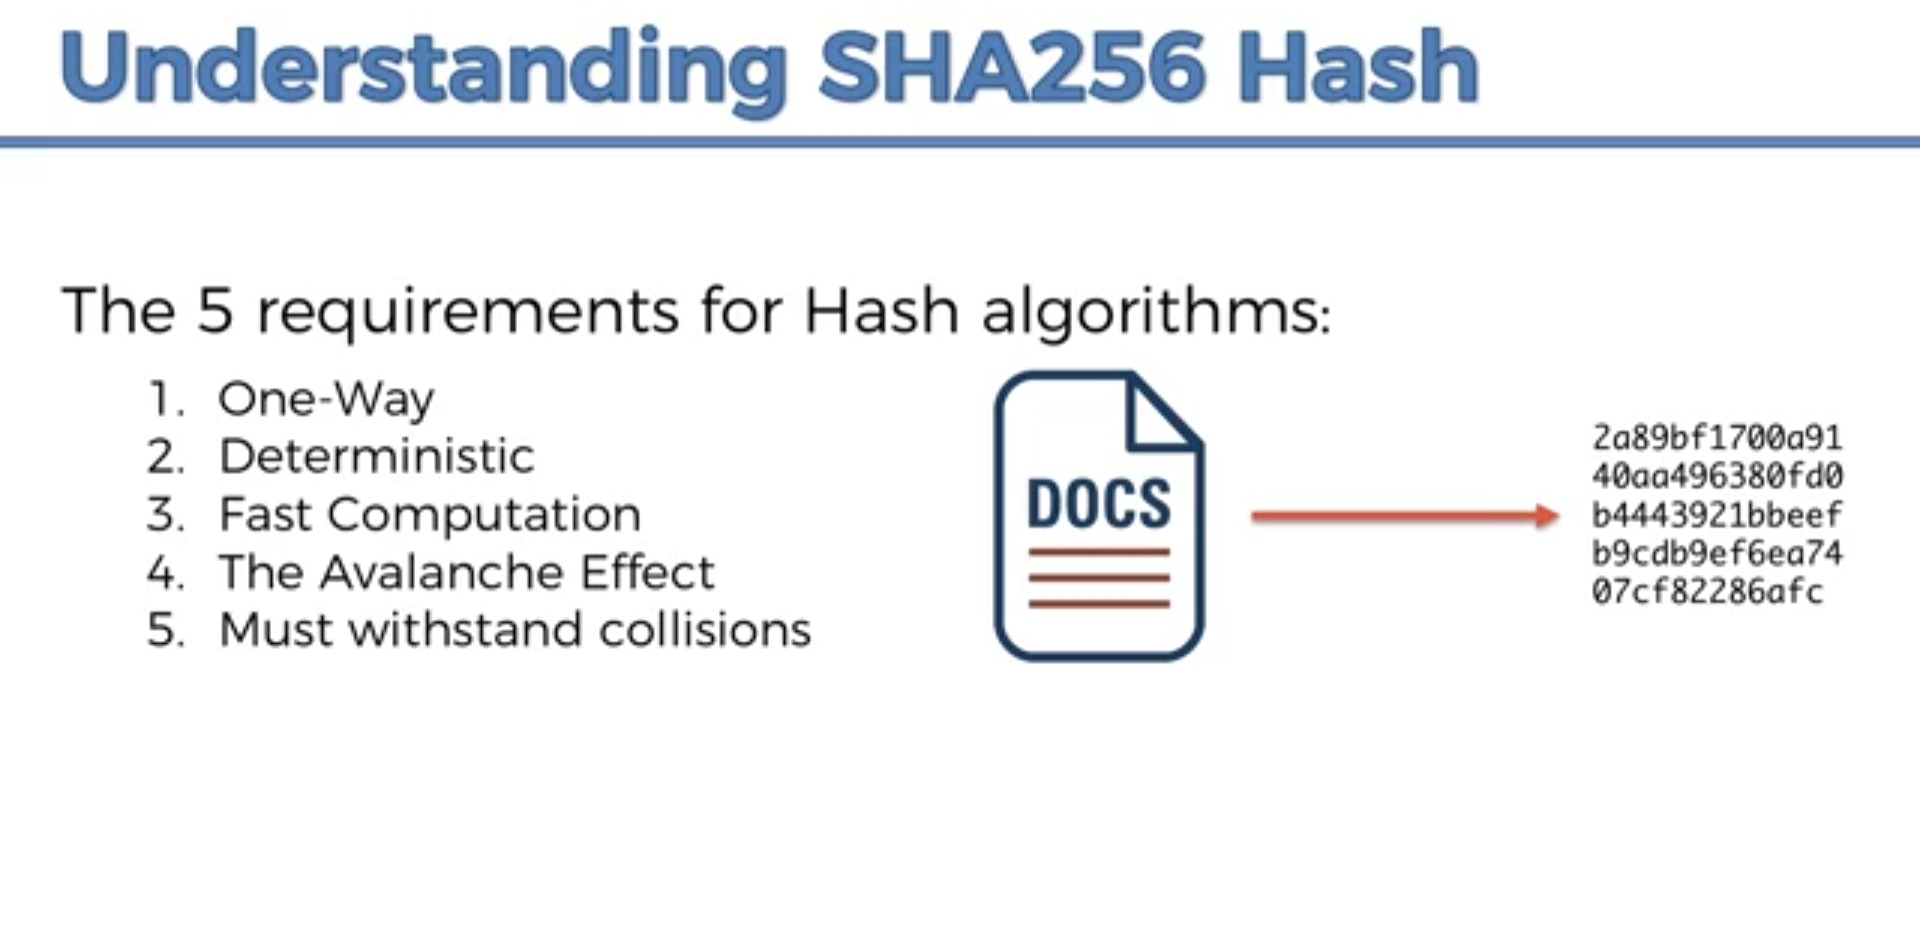 Understanding SHA256 Hash
The 5 requirements for Hash algorithms:
1. One-Way
2. Deterministic
3. Fast Computation
4. The Avalanche Effect
5. Must withstand collisions
DOCS
2a89bf1700a91
40aa496380fd0
b4443921bbeef
b9cdb9ef6ea74
07cf82286afc